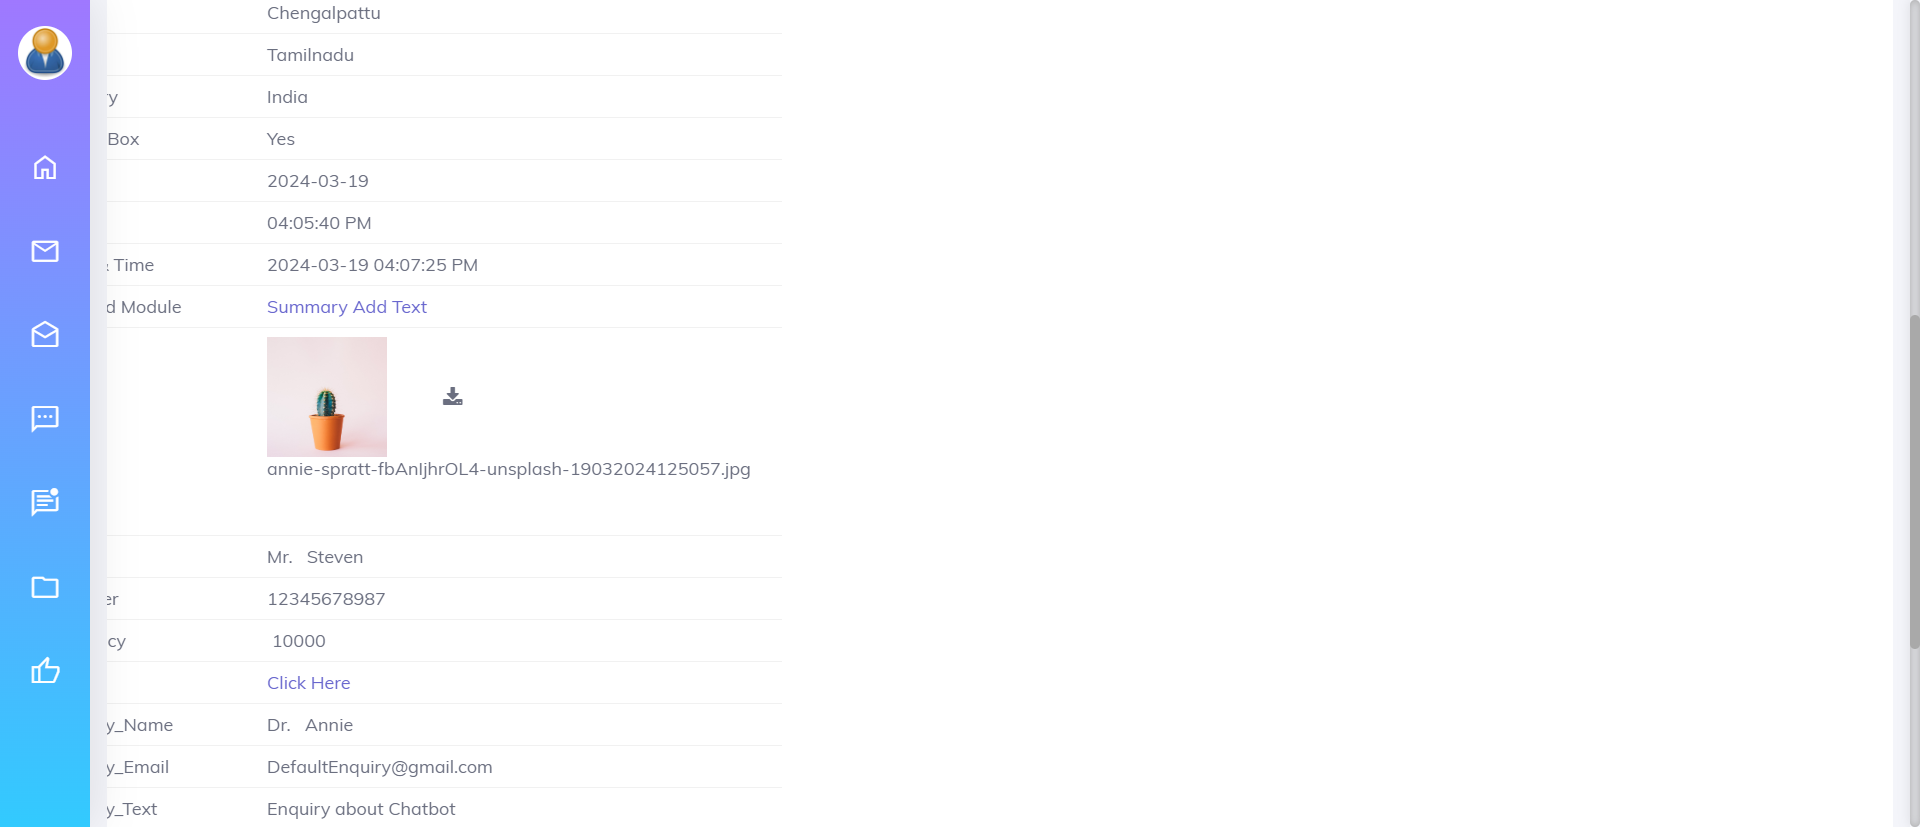 Chengalpattu
Tamilnadu
India
Box Yes
2024-03-19
04:05:40 PM
Time 2024-03-19 04:07:25 PM
Module Summary Add Text
annie-spratt-fbAnIjhrOL4-unsplash-19032024125057.jpg
Mr. Steven
12345678987
10000
Click Here
y_Name Dr. Annie
y_Email DefaultEnquiry@gmail.com
y_Text Enquiry about Chatbot